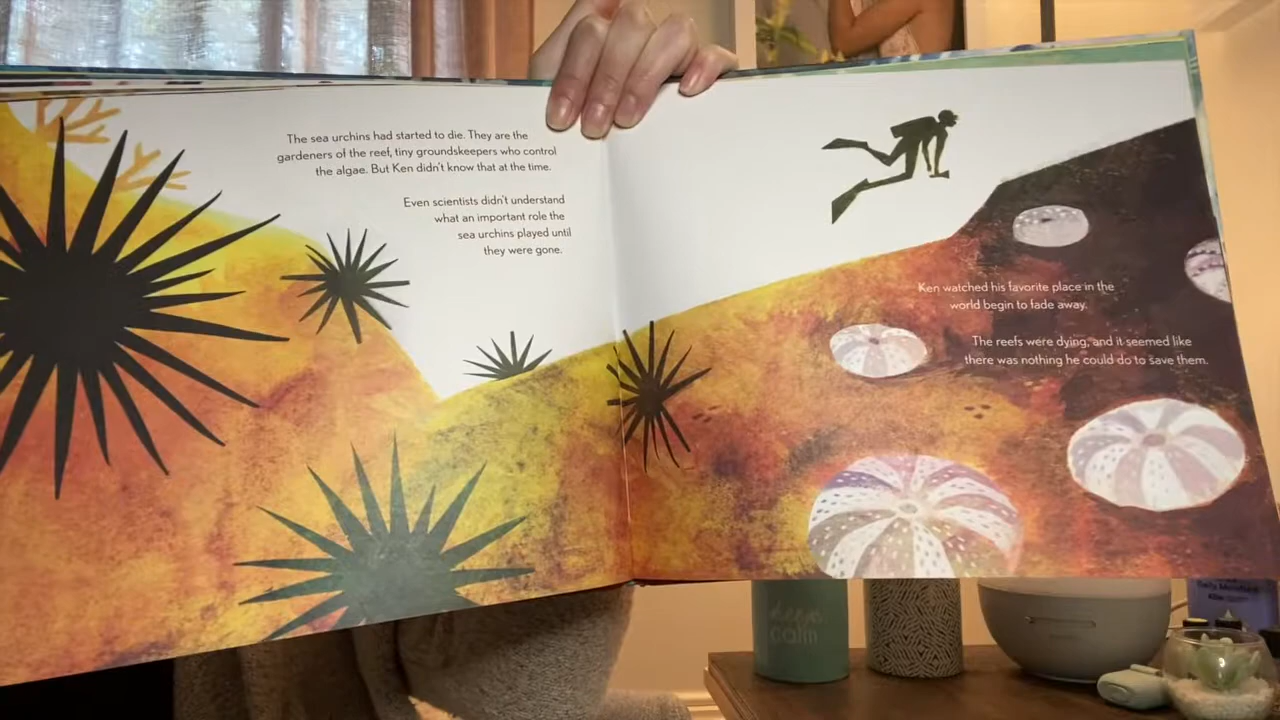 The sea urchins had started to die. They are the
gardeners of the reef, tiny groundskeepers who control
the algae. But Ken didn't know that at the time.
Even scientists didn't understand
what an important role the
sea urchins played until
they were gone.
Ken watched his favorite place in the
world begin to fade away.
The reefs were dying, and it seemed like
there was nothing he could do to save them.
calm